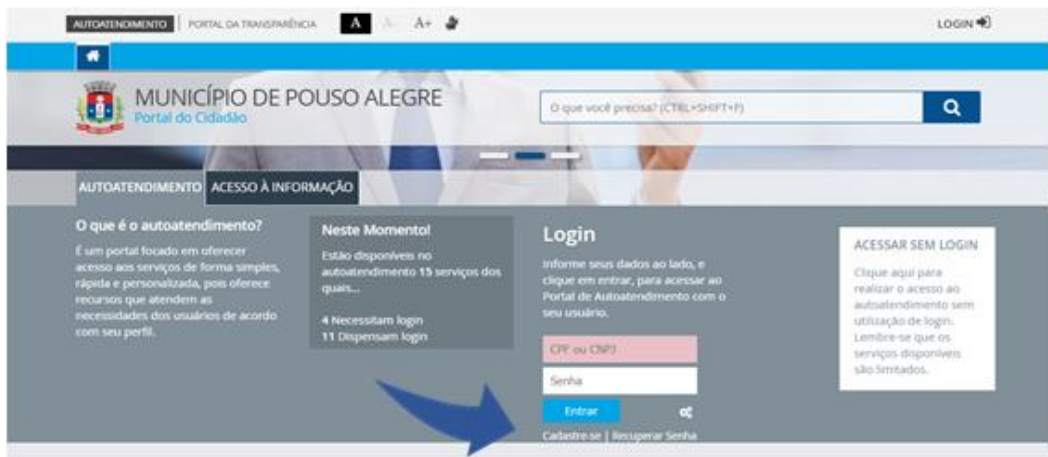 AUTOATENDIMENTO | PORTAL DA TRANSPARÊNCIA A A- A+
LOGIN
MUNICÍPIO DE POUSO ALEGRE
Portal do Cidadão
O que você precisa? (CTRL+SHIFT+F)
AUTOATENDIMENTO ACESSO À INFORMAÇÃO
O que é o autoatendimento?
É um portal focado em oferecer
acesso aos serviços de forma simples,
rápida e personalizada, pois oferece
recursos que atendem as
necessidades dos usuários de acordo
com seu perfil.
Neste Momento!
Estão disponíveis no
autoatendimento 15 serviços dos
quais...
4 Necessitam login
11 Dispensam login
Login
Informe seus dados ao lado, e
clique em entrar, para acessar ao
Portal de Autoatendimento com o
seu usuário.
CPF ou CNPJ
Senha
Entrar
Cadastre-se | Recuperar Senha
ACESSAR SEM LOGIN
Clique aqui para
realizar o acesso ao
autoatendimento sem
utilização de login.
Lembre-se que os
serviços disponíveis
são limitados.